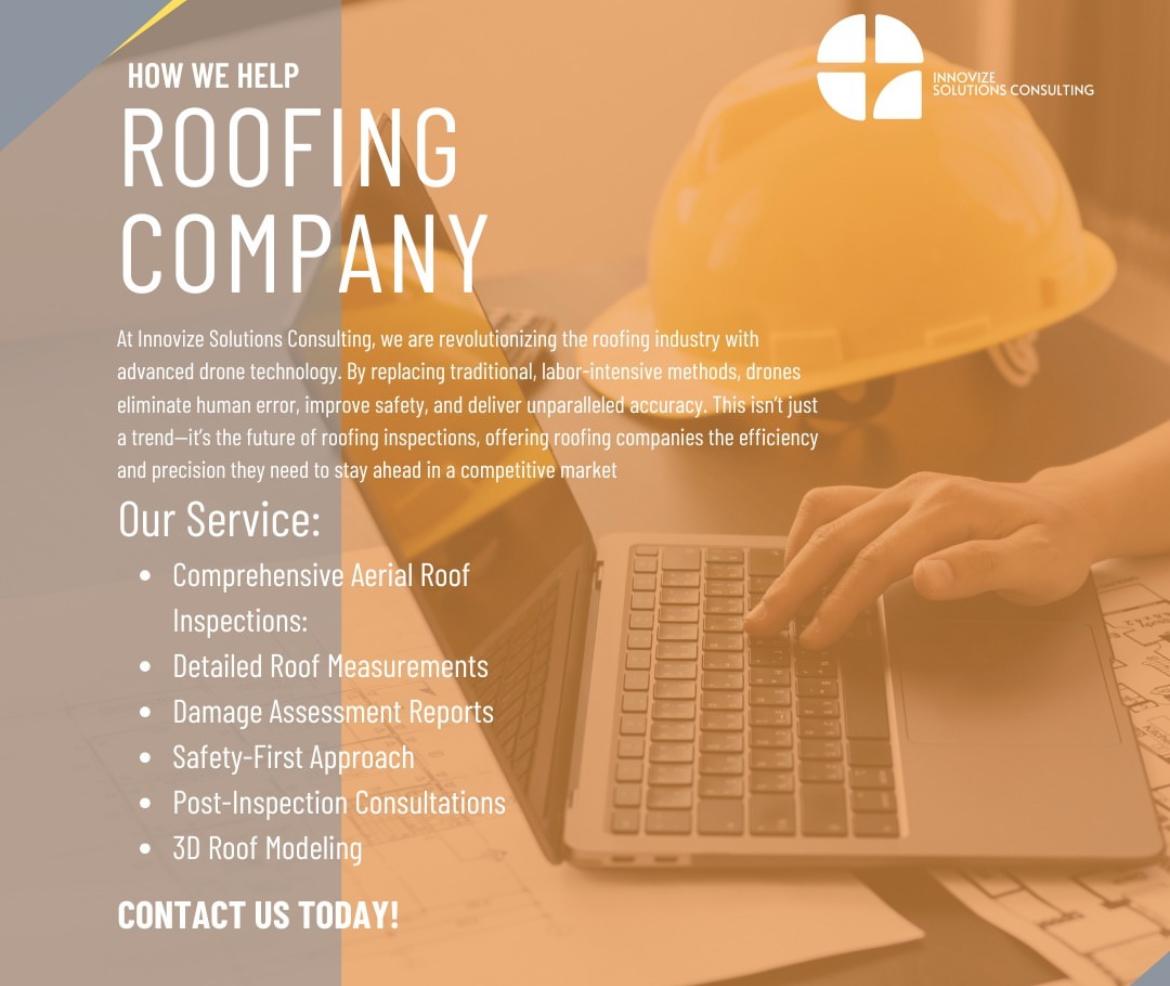 INNOVIZE
SOLUTIONS CONSULTING
HOW WE HELP
ROOFING
COMPANY
At Innovize Solutions Consulting, we are revolutionizing the roofing industry with
advanced drone technology. By replacing traditional, labor-intensive methods, drones
eliminate human error, improve safety, and deliver unparalleled accuracy. This isn't just
a trend—it's the future of roofing inspections, offering roofing companies the efficiency
and precision they need to stay ahead in a competitive market
Our Service:
• Comprehensive Aerial Roof
Inspections:
• Detailed Roof Measurements
• Damage Assessment Reports
• Safety-First Approach
• Post-Inspection Consultations
• 3D Roof Modeling
CONTACT US TODAY!